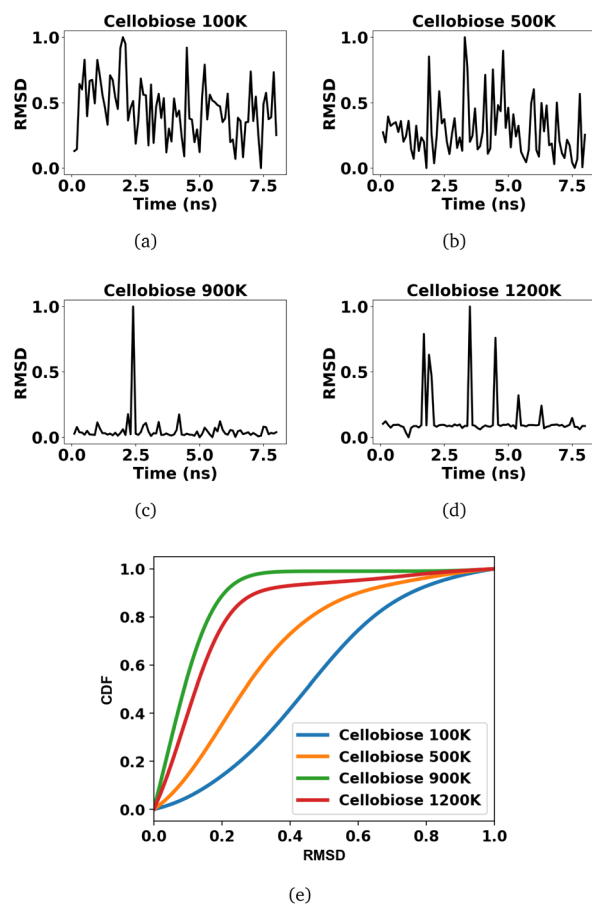 Cellobiose 100K
RMSD
1.0
0.5
0.0
0.0 2.5 5.0 7.5
Time (ns)
(a)
Cellobiose 500K
RMSD
1.0
0.5
0.0
0.0 2.5 5.0 7.5
Time (ns)
(b)
Cellobiose 900K
RMSD
1.0
0.5
0.0
0.0 2.5 5.0 7.5
Time (ns)
(c)
Cellobiose 1200K
RMSD
1.0
0.5
0.0
0.0 2.5 5.0 7.5
Time (ns)
(d)
CDF
1.0
0.8
0.6
0.4
0.2
0.0
Cellobiose 100K
Cellobiose 500K
Cellobiose 900K
Cellobiose 1200K
0.0 0.2 0.4 0.6 0.8 1.0
RMSD
(e)